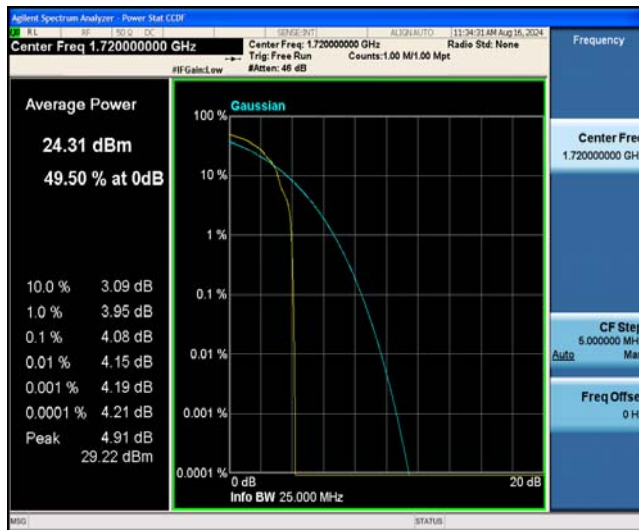 Agilent Spectrum Analyzer - Power Stat CCDF
RL RF 50 Ω DC SENSE:INT ALIGN AUTO 11:34:31 AM Aug 16, 2024
Center Freq 1.720000000 GHz
Center Freq: 1.720000000 GHz Radio Std: None
Trig: Free Run Counts:1.00 M/1.00 Mpt
#IFGain:Low #Atten: 46 dB
Frequency
Average Power
24.31 dBm
49.50 % at 0dB
10.0 % 3.09 dB
1.0 % 3.95 dB
0.1 % 4.08 dB
0.01 % 4.15 dB
0.001 % 4.19 dB
0.0001 % 4.21 dB
Peak 4.91 dB
29.22 dBm
Gaussian
100 %
10 %
1 %
0.1 %
0.01 %
0.001 %
0.0001 %
0 dB 20 dB
Info BW 25.000 MHz
Center Fre
1.720000000 GH
CF Step
5.000000 MH
Auto Ma
Freq Offse
0 H
MSG STATUS